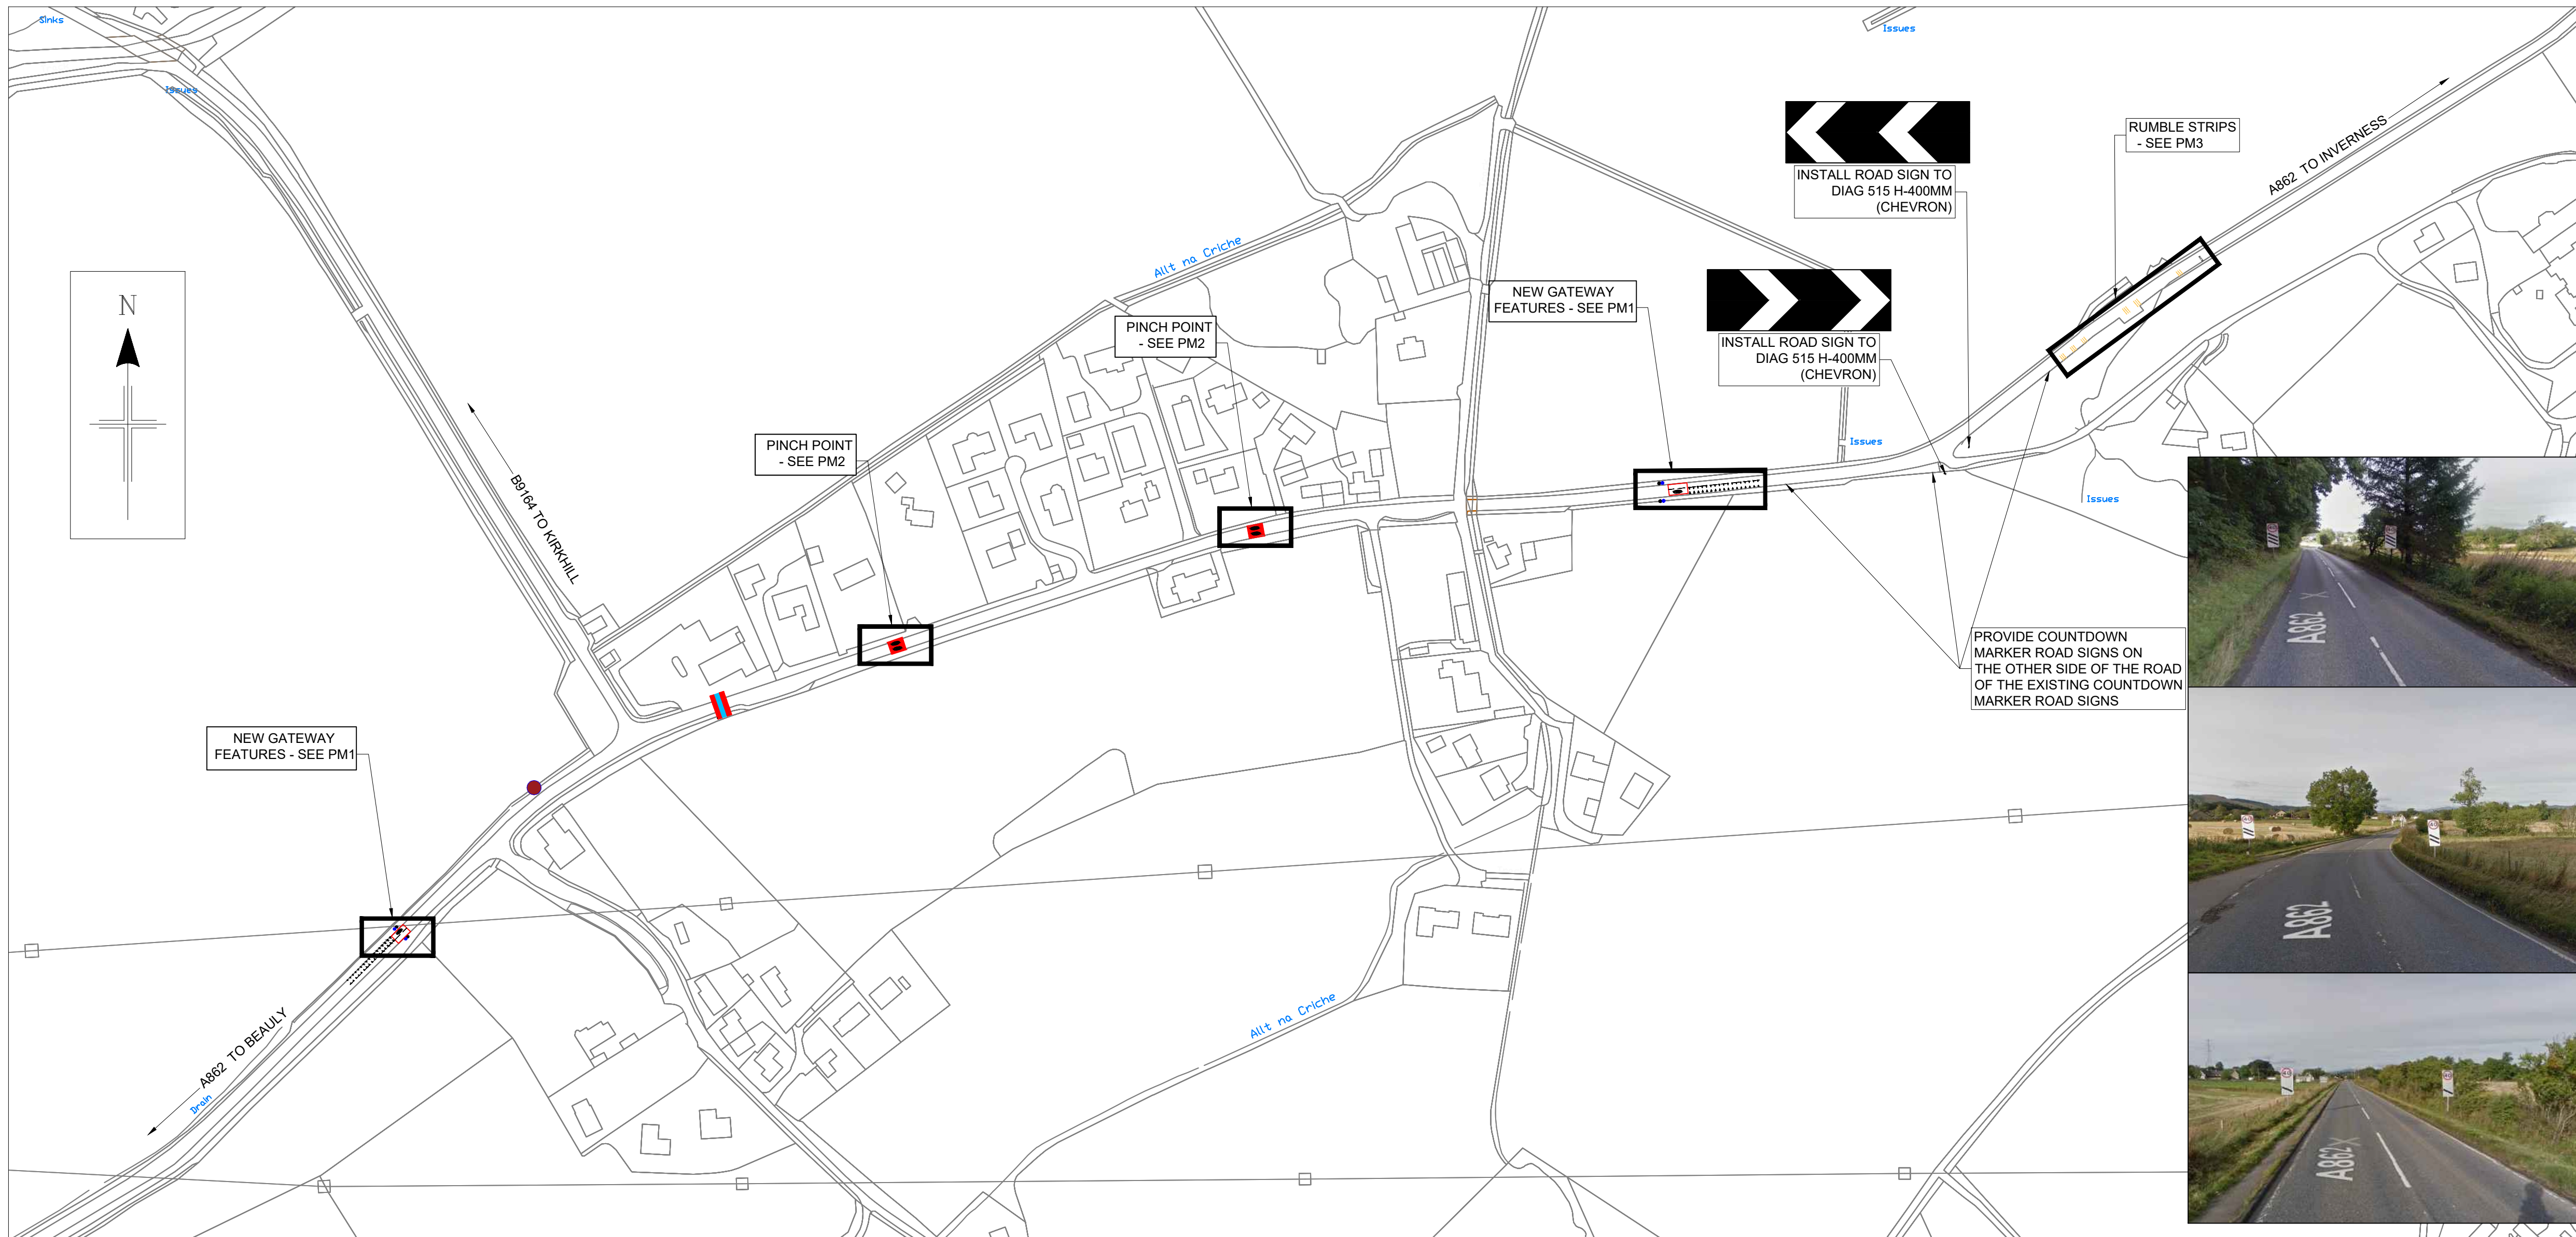 Sinks
Issues
Issues
N
B9164 TO KIRKHILL
Allt na Criche
PINCH POINT
- SEE PM2
PINCH POINT
- SEE PM2
NEW GATEWAY
FEATURES - SEE PM1
INSTALL ROAD SIGN TO
DIAG 515 H-400MM
(CHEVRON)
INSTALL ROAD SIGN TO
DIAG 515 H-400MM
(CHEVRON)
RUMBLE STRIPS
- SEE PM3
A862 TO INVERNESS
Issues
Issues
PROVIDE COUNTDOWN
MARKER ROAD SIGNS ON
THE OTHER SIDE OF THE ROAD
OF THE EXISTING COUNTDOWN
MARKER ROAD SIGNS
NEW GATEWAY
FEATURES - SEE PM1
A862 TO BEAULY
Drain
Allt na Criche
A862
A862
A862